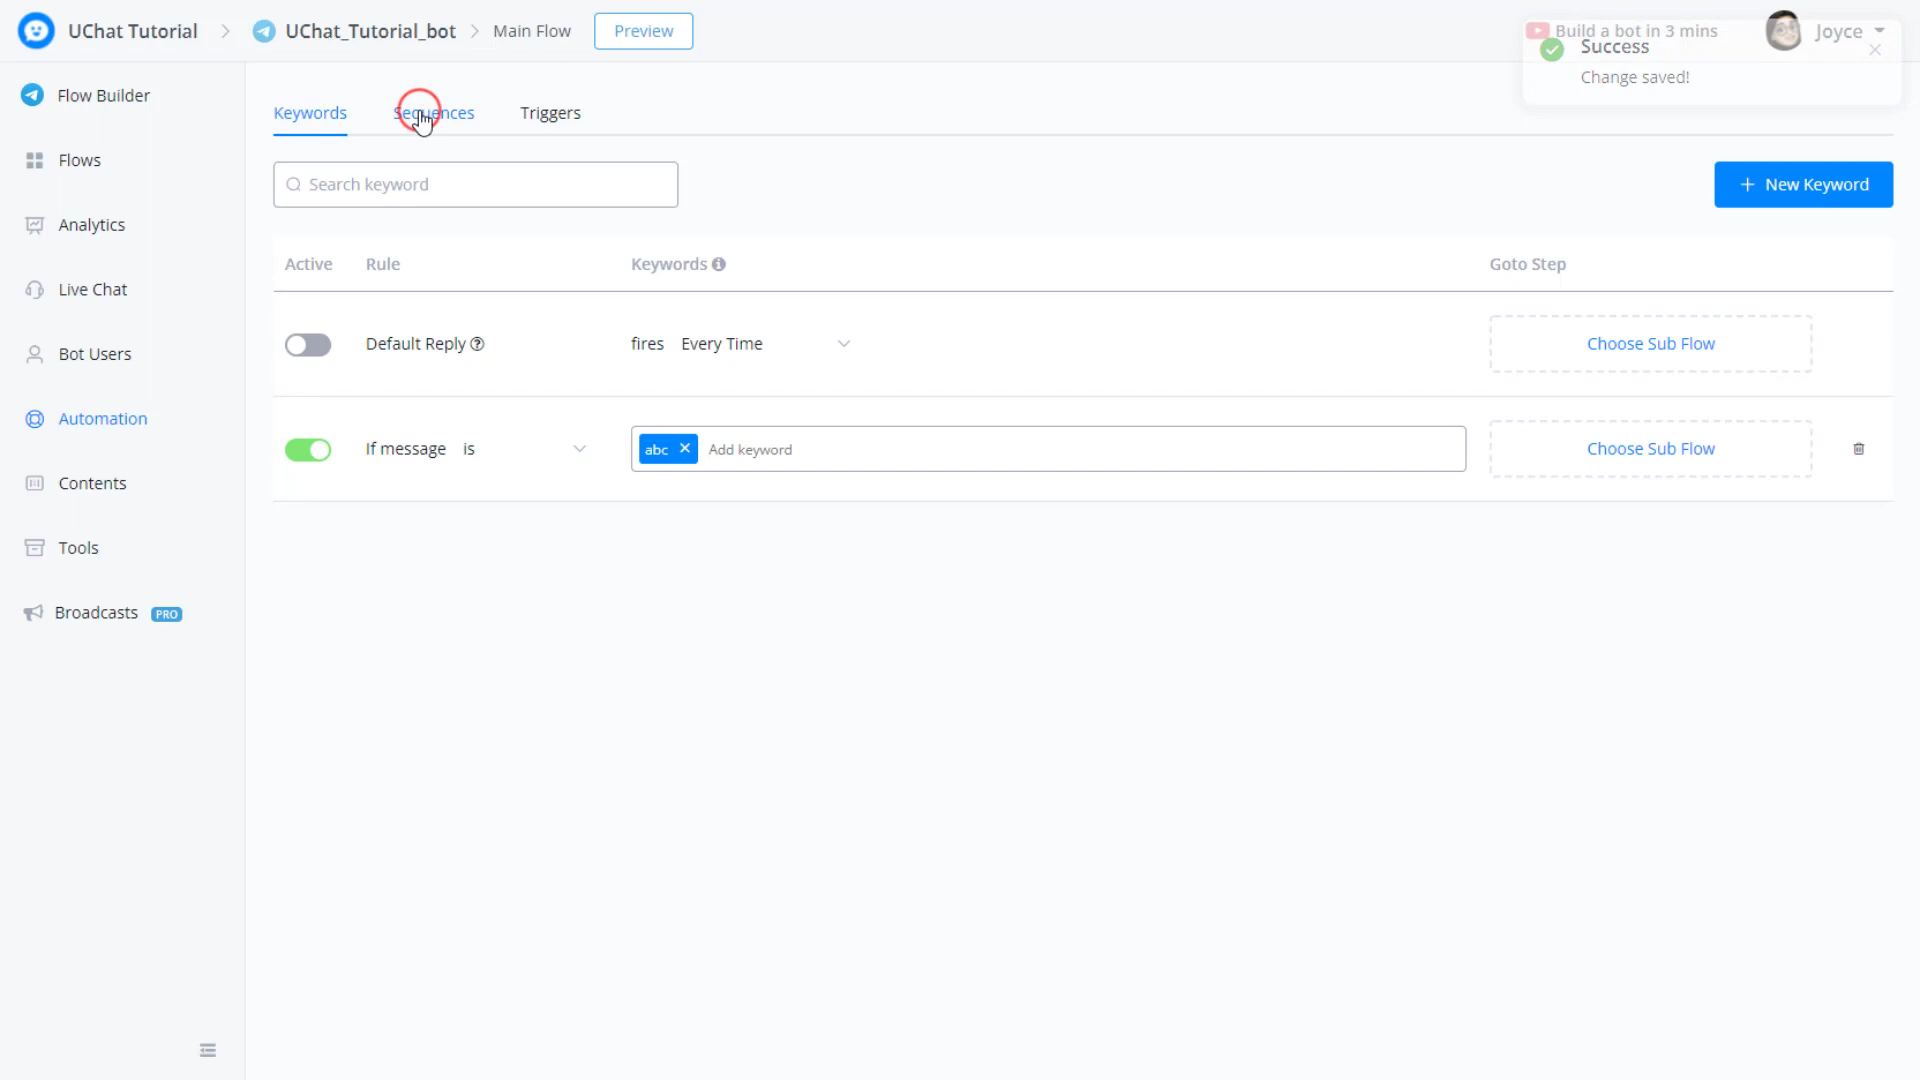 UChat Tutorial
UChat_Tutorial_bot
Main Flow
Preview
Build a bot in 3 mins
Joyce
Success
Change saved!
Flow Builder
Flows
Analytics
Live Chat
Bot Users
Automation
Contents
Tools
Broadcasts PRO
Keywords
Sequences
Triggers
Search keyword
+ New Keyword
Active
Rule
Keywords
Goto Step
Default Reply
fires Every Time
Choose Sub Flow
If message is
abc
Add keyword
Choose Sub Flow